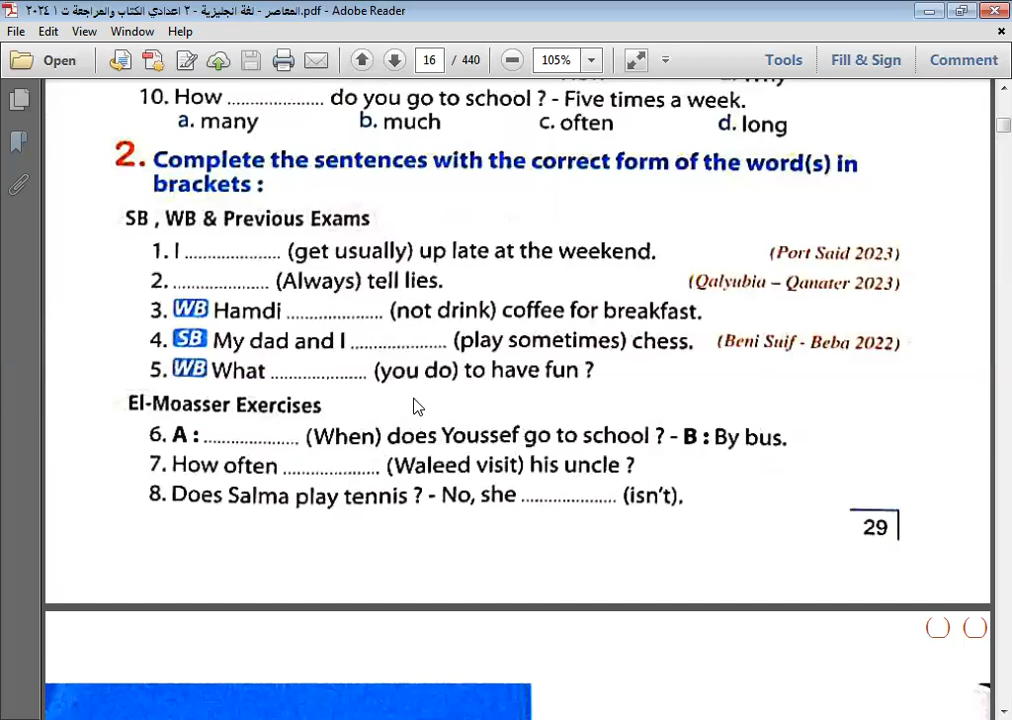 المعاصر - لغة انجليزية - ٢ اعدادي الكتاب والمراجعة ت ١ ٢٠٢٤.pdf - Adobe Reader
File Edit View Window Help
Open 16 / 440 105% Tools Fill & Sign Comment
10. How ..................... do you go to school ? - Five times a week.
a. many b. much c. often d. long
2. Complete the sentences with the correct form of the word(s) in
brackets :
SB , WB & Previous Exams
1. I ..................... (get usually) up late at the weekend. (Port Said 2023)
2. ..................... (Always) tell lies. (Qalyubia – Qanater 2023)
3. WB Hamdi ..................... (not drink) coffee for breakfast.
4. SB My dad and I ..................... (play sometimes) chess. (Beni Suif - Beba 2022)
5. WB What ..................... (you do) to have fun ?
El-Moasser Exercises
6. A : ..................... (When) does Youssef go to school ? - B : By bus.
7. How often ..................... (Waleed visit) his uncle ?
8. Does Salma play tennis ? - No, she ..................... (isn't).
29